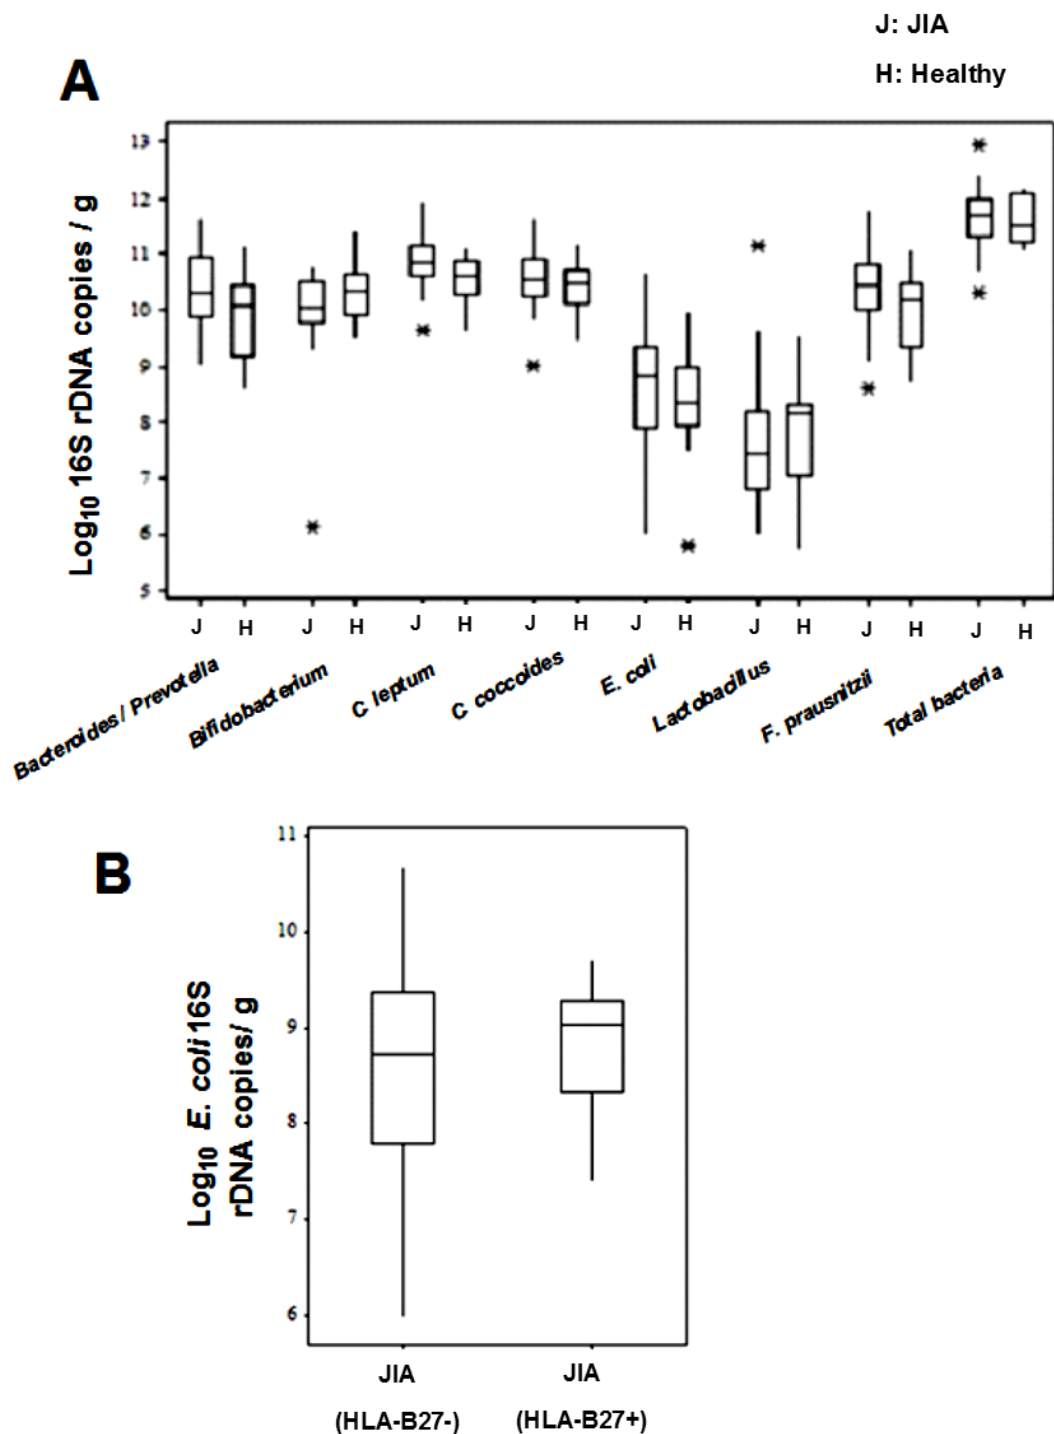 J: JIA
H: Healthy
A
Log10 16S rDNA copies / g
13
12
11
10
9
8
7
6
5
J H J H J H J H J H J H J H J H
Bacteroides / Prevotella
Bifidobacterium
C leptum
C coccoides
E. coli
Lactobacillus
F. prausnitzii
Total bacteria
B
Log10 E. coli 16S
rDNA copies/ g
11
10
9
8
7
6
JIA JIA
(HLA-B27-) (HLA-B27+)